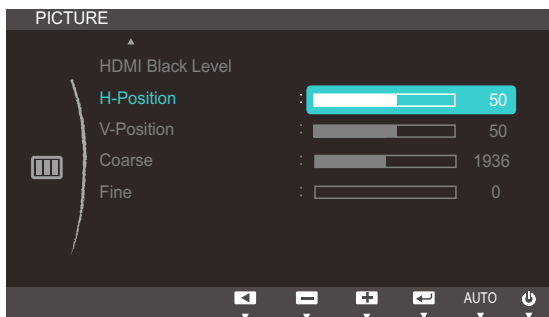 PICTURE
HDMI Black Level
H-Position : 50
V-Position : 50
Coarse : 1936
Fine : 0
AUTO